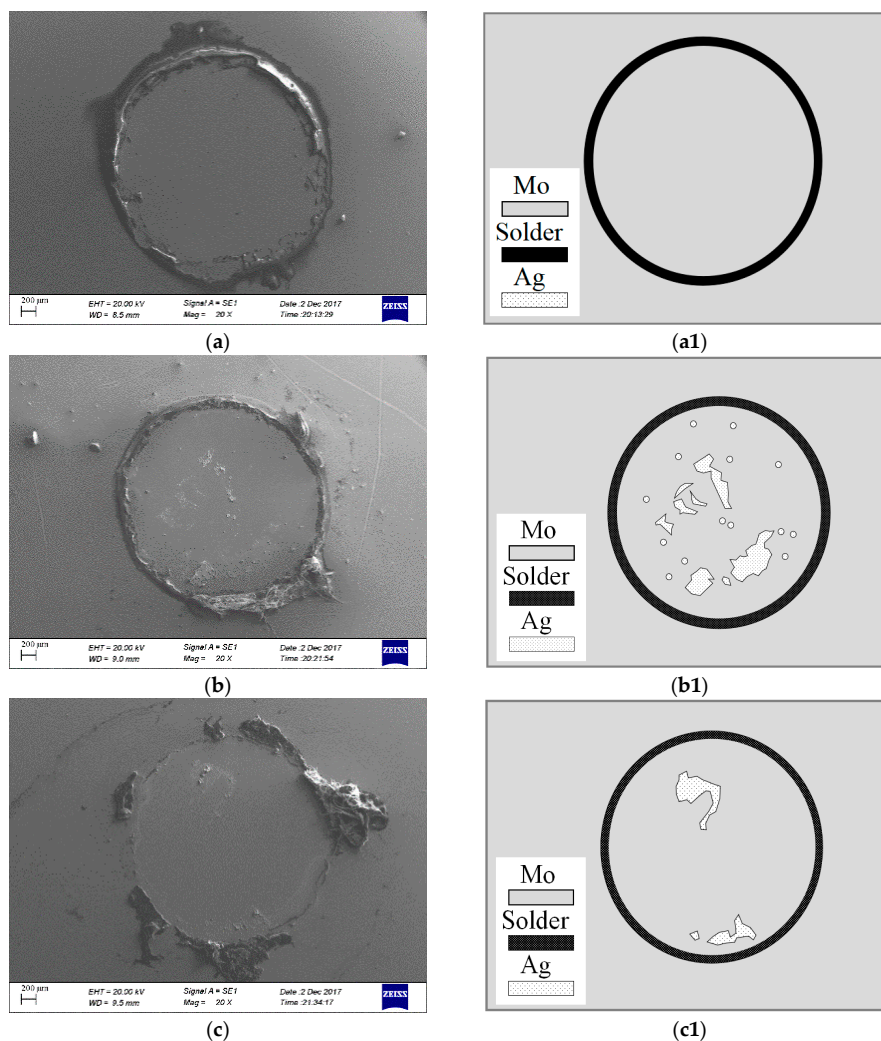 200 µm
EHT = 20.00 kV Signal A = SE1 Date :2 Dec 2017
WD = 8.5 mm Mag = 20 X Time :20:13:29
ZEISS
Mo
Solder
Ag
(a) (a1)
200 µm
EHT = 20.00 kV Signal A = SE1 Date :2 Dec 2017
WD = 9.0 mm Mag = 20 X Time :20:21:54
ZEISS
Mo
Solder
Ag
(b) (b1)
200 µm
EHT = 20.00 kV Signal A = SE1 Date :2 Dec 2017
WD = 9.5 mm Mag = 20 X Time :21:34:17
ZEISS
Mo
Solder
Ag
(c) (c1)